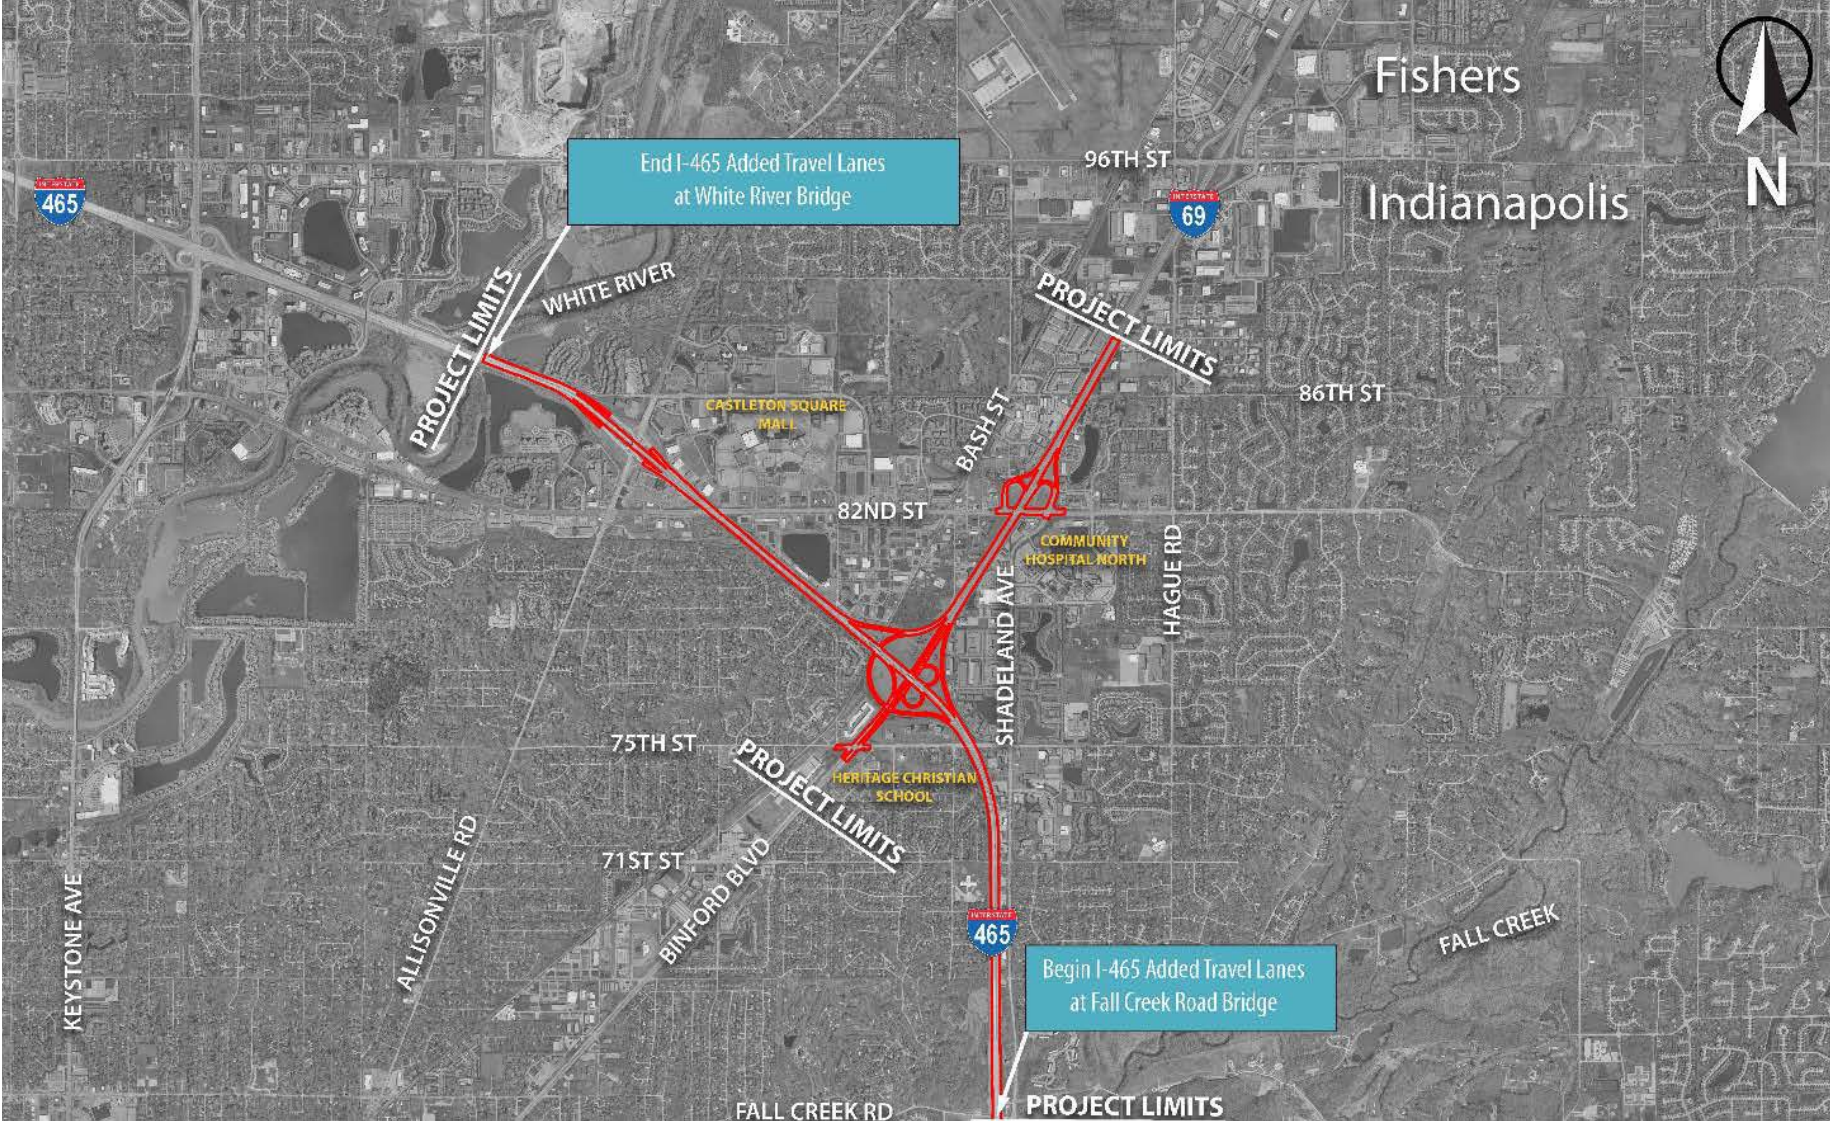 Fishers
N
End I-465 Added Travel Lanes
at White River Bridge
96TH ST
INTERSTATE
465
INTERSTATE
69
Indianapolis
WHITE RIVER
PROJECT LIMITS
PROJECT LIMITS
86TH ST
CASTLETON SQUARE
MALL
BASH ST
82ND ST
COMMUNITY
HOSPITAL NORTH
HAGUE RD
SHADELAND AVE
75TH ST
PROJECT LIMITS
HERITAGE CHRISTIAN
SCHOOL
71ST ST
ALLISONVILLE RD
BINFORD BLVD
KEYSTONE AVE
INTERSTATE
465
FALL CREEK
Begin I-465 Added Travel Lanes
at Fall Creek Road Bridge
FALL CREEK RD
PROJECT LIMITS